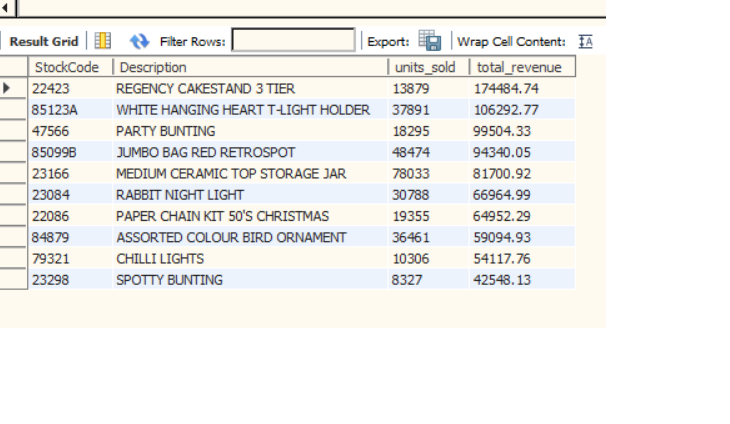 Result Grid Filter Rows: Export: Wrap Cell Content: IA
StockCode Description units_sold total_revenue
22423 REGENCY CAKESTAND 3 TIER 13879 174484.74
85123A WHITE HANGING HEART T-LIGHT HOLDER 37891 106292.77
47566 PARTY BUNTING 18295 99504.33
85099B JUMBO BAG RED RETROSPOT 48474 94340.05
23166 MEDIUM CERAMIC TOP STORAGE JAR 78033 81700.92
23084 RABBIT NIGHT LIGHT 30788 66964.99
22086 PAPER CHAIN KIT 50'S CHRISTMAS 19355 64952.29
84879 ASSORTED COLOUR BIRD ORNAMENT 36461 59094.93
79321 CHILLI LIGHTS 10306 54117.76
23298 SPOTTY BUNTING 8327 42548.13